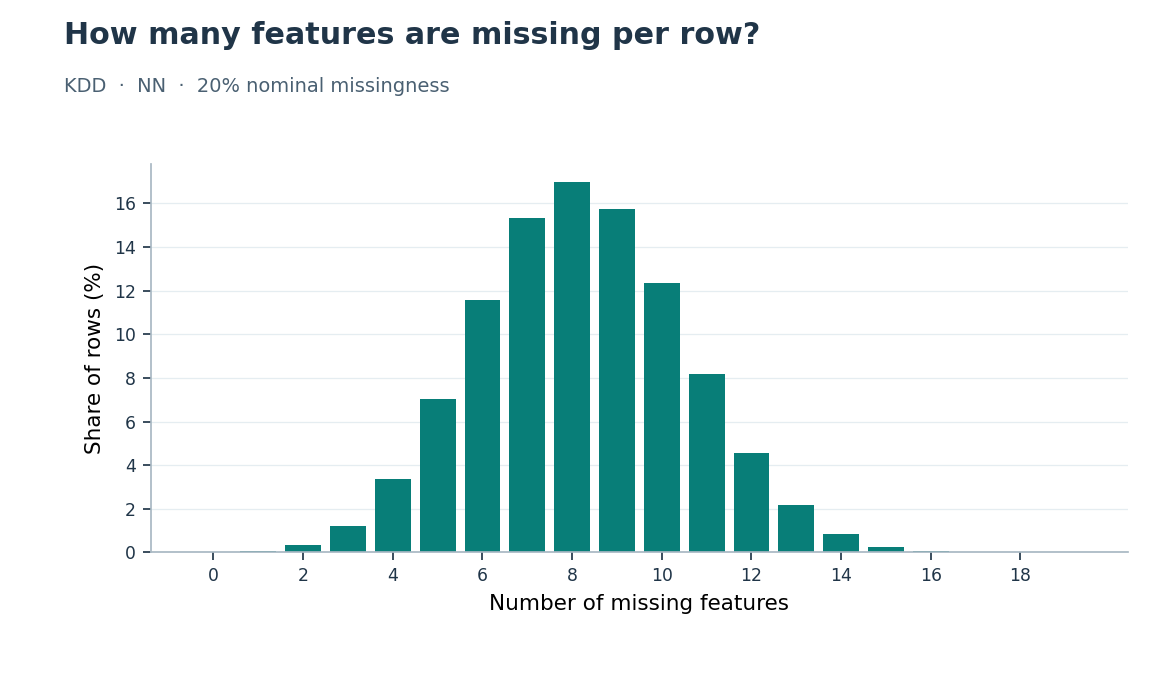 How many features are missing per row?
KDD · NN · 20% nominal missingness
Share of rows (%)
16
14
12
10
8
6
4
2
0
0 2 4 6 8 10 12 14 16 18
Number of missing features